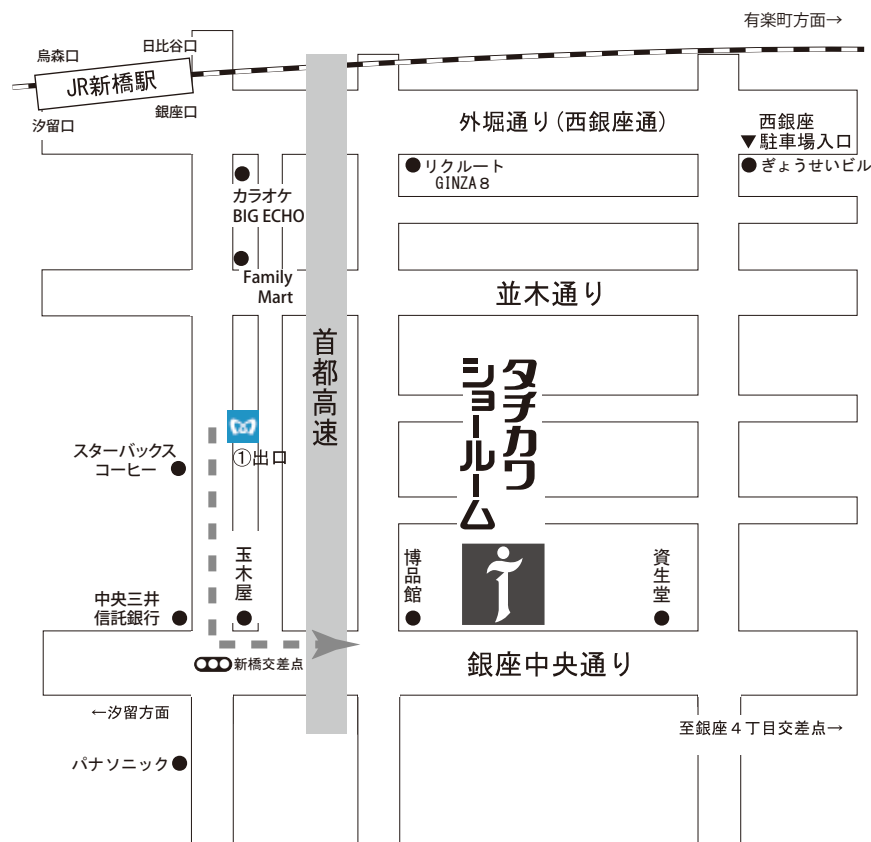 有楽町方面→
日比谷口
烏森口
JR新橋駅
銀座口
汐留口
外堀通り(西銀座通)
西銀座
▼駐車場入口
リクルート
GINZA8
ぎょうせいビル
カラオケ
BIG ECHO
Family
Mart
並木通り
首都高速
タチカワ
ショールーム
スターバックス
コーヒー
①出口
玉木屋
博品館
資生堂
中央三井
信託銀行
新橋交差点
銀座中央通り
←汐留方面
至銀座4丁目交差点→
パナソニック